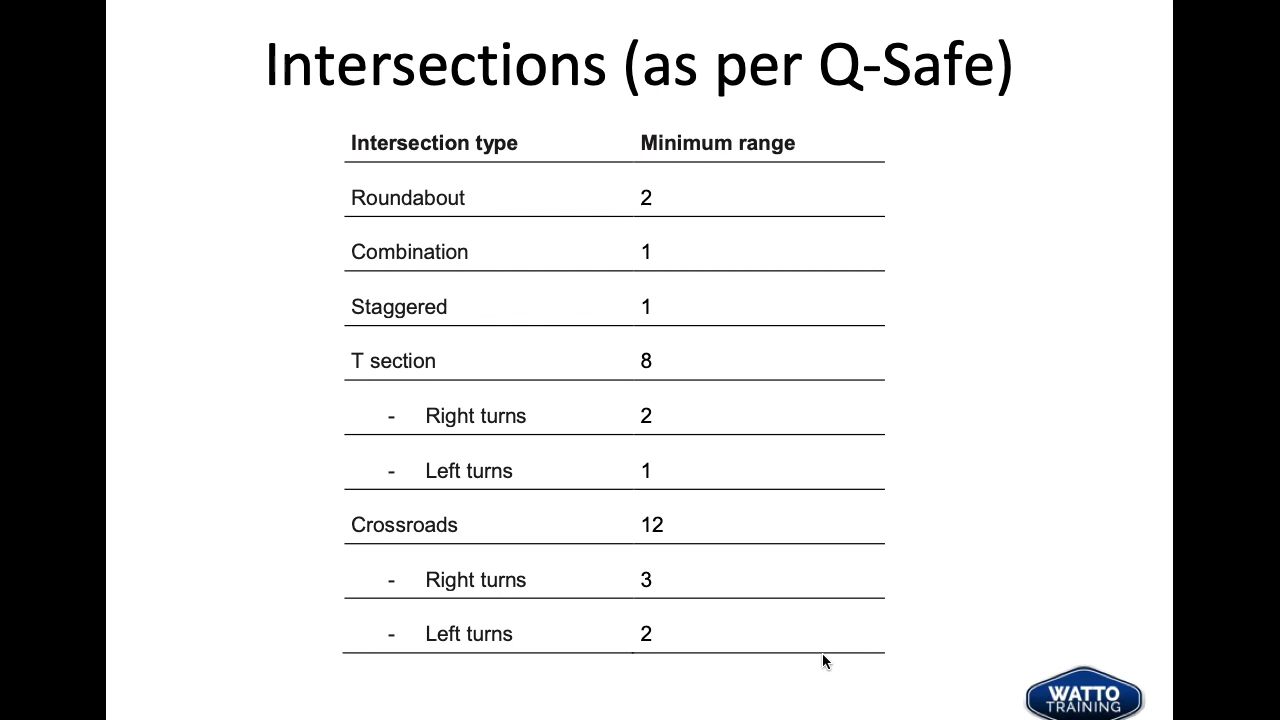 Intersections (as per Q-Safe)
Intersection type Minimum range
Roundabout 2
Combination 1
Staggered 1
T section 8
- Right turns 2
- Left turns 1
Crossroads 12
- Right turns 3
- Left turns 2
WATTO
TRAINING